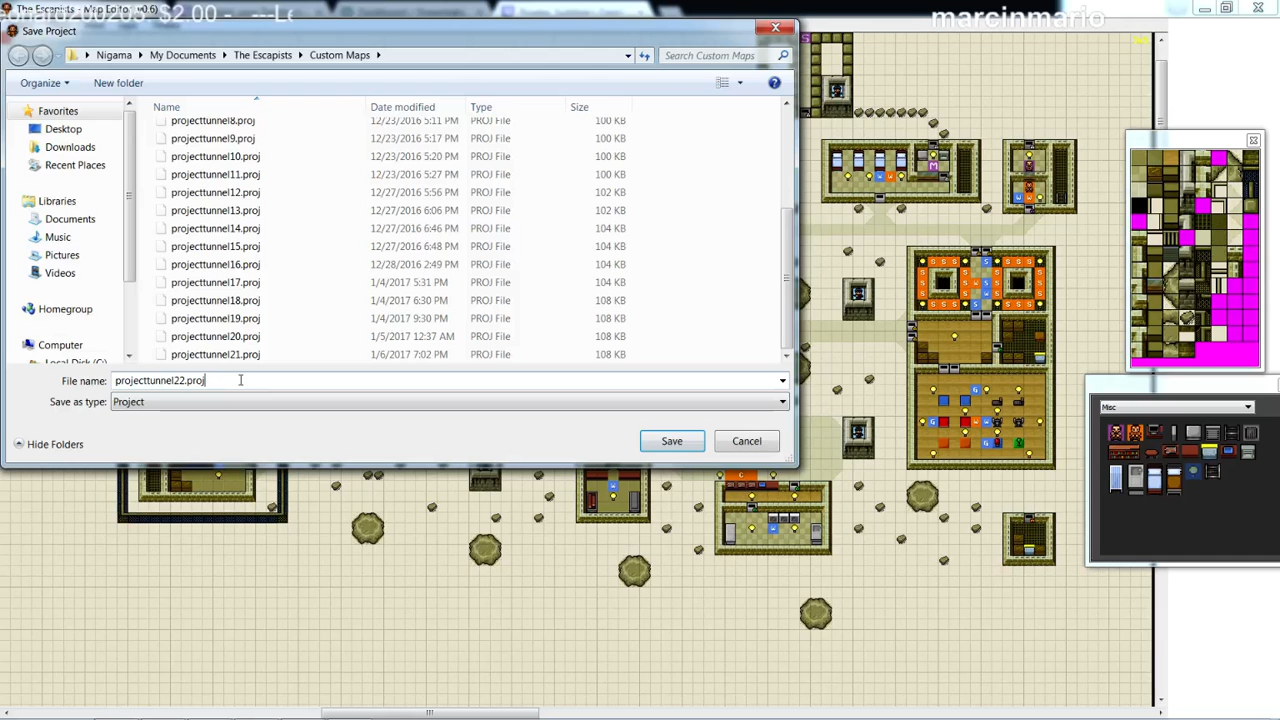 The Escapists - Map Editor (v0.6)
$2.00 -
marcinmario
Save Project
My Documents
The Escapists
Custom Maps
Search Custom Maps
Organize
New folder
Name
Date modified
Type
Size
Favorites
Desktop
Downloads
Recent Places
Libraries
Documents
Music
Pictures
Videos
Homegroup
Computer
projecttunnel8.proj 12/23/2016 5:11 PM PROJ File 100 KB
projecttunnel9.proj 12/23/2016 5:17 PM PROJ File 100 KB
projecttunnel10.proj 12/23/2016 5:20 PM PROJ File 100 KB
projecttunnel11.proj 12/23/2016 5:27 PM PROJ File 100 KB
projecttunnel12.proj 12/27/2016 5:56 PM PROJ File 102 KB
projecttunnel13.proj 12/27/2016 6:06 PM PROJ File 102 KB
projecttunnel14.proj 12/27/2016 6:46 PM PROJ File 104 KB
projecttunnel15.proj 12/27/2016 6:48 PM PROJ File 104 KB
projecttunnel16.proj 12/28/2016 2:49 PM PROJ File 104 KB
projecttunnel17.proj 1/4/2017 5:31 PM PROJ File 104 KB
projecttunnel18.proj 1/4/2017 6:30 PM PROJ File 108 KB
projecttunnel19.proj 1/4/2017 9:30 PM PROJ File 108 KB
projecttunnel20.proj 1/5/2017 12:37 AM PROJ File 108 KB
projecttunnel21.proj 1/6/2017 7:02 PM PROJ File 108 KB
File name: projecttunnel22.proj
Save as type: Project
Hide Folders
Save
Cancel
Misc